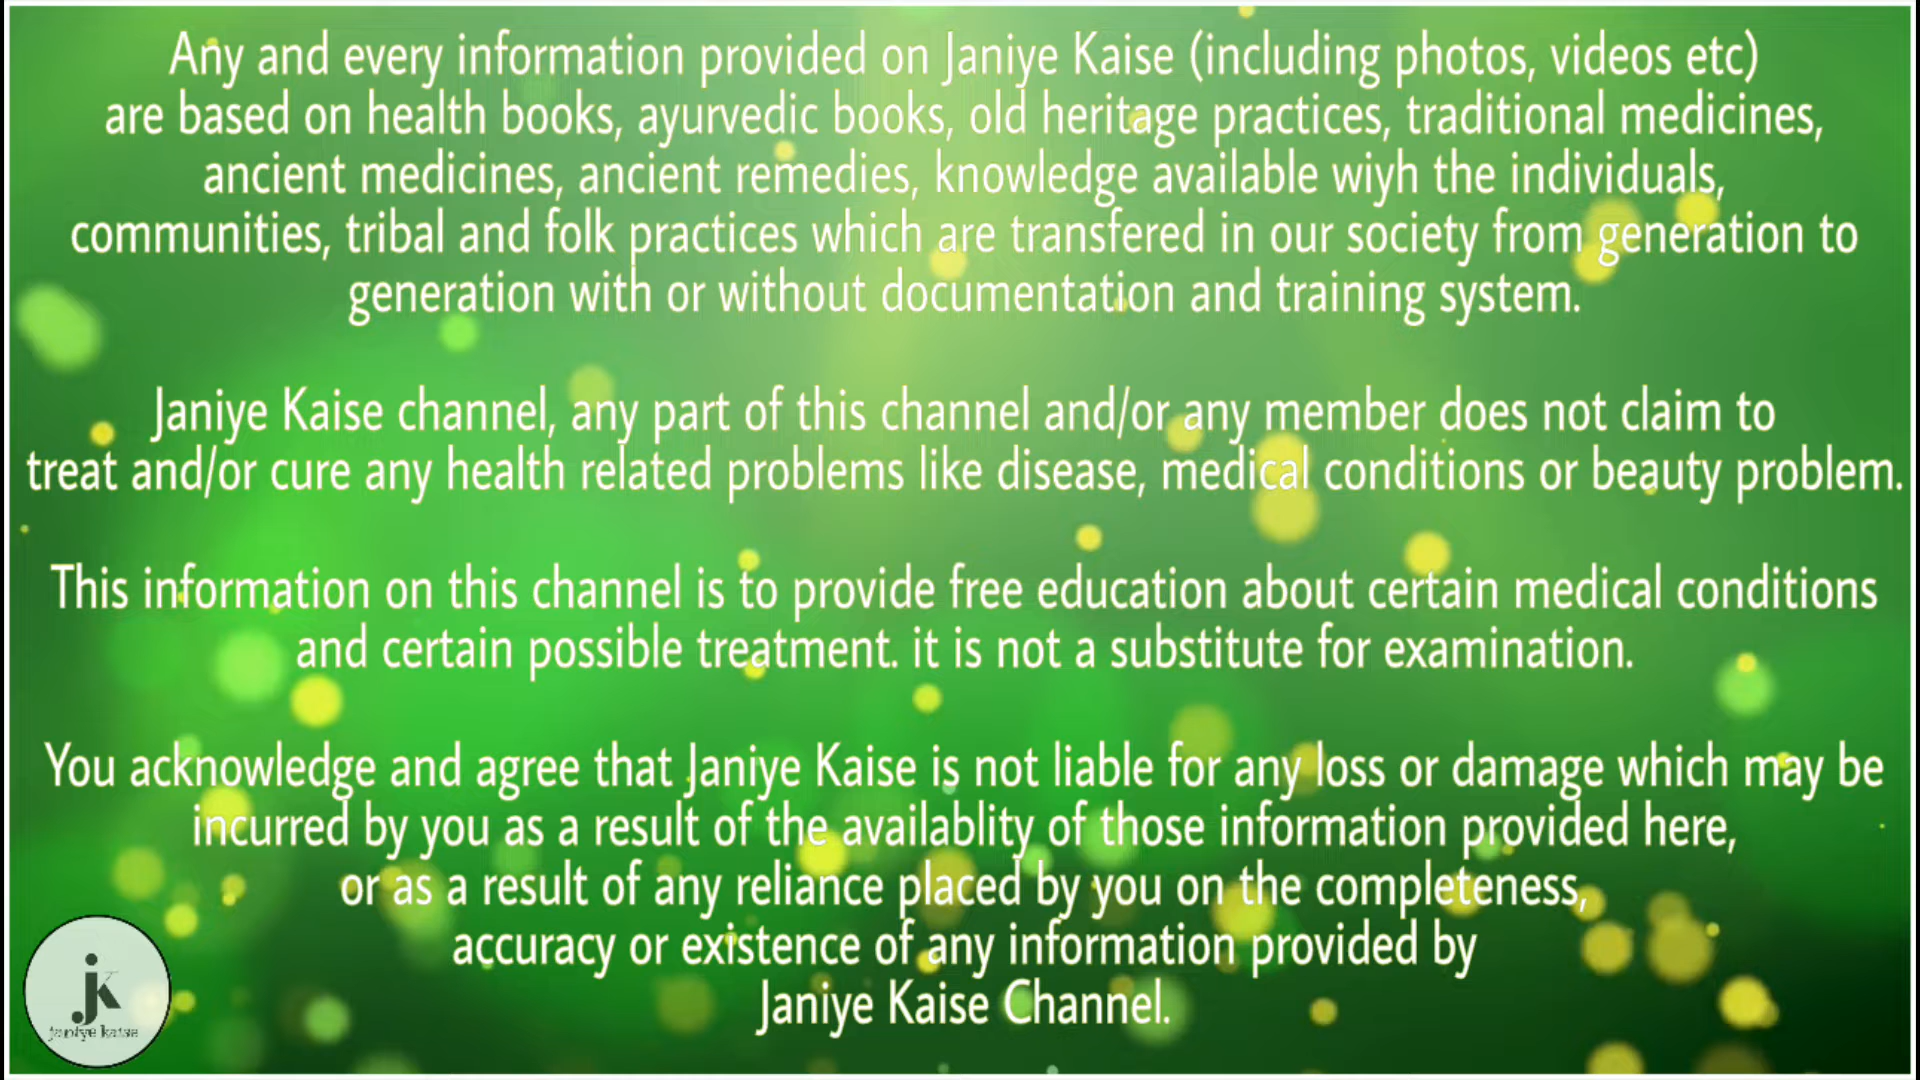 Any and every information provided on Janiye Kaise (including photos, videos etc)
are based on health books, ayurvedic books, old heritage practices, traditional medicines,
ancient medicines, ancient remedies, knowledge available wiyh the individuals,
communities, tribal and folk practices which are transfered in our society from generation to
generation with or without documentation and training system.
Janiye Kaise channel, any part of this channel and/or any member does not claim to
treat and/or cure any health related problems like disease, medical conditions or beauty problem.
This information on this channel is to provide free education about certain medical conditions
and certain possible treatment. it is not a substitute for examination.
You acknowledge and agree that Janiye Kaise is not liable for any loss or damage which may be
incurred by you as a result of the availablity of those information provided here,
or as a result of any reliance placed by you on the completeness,
accuracy or existence of any information provided by
Janiye Kaise Channel.
jk
janiye kaise